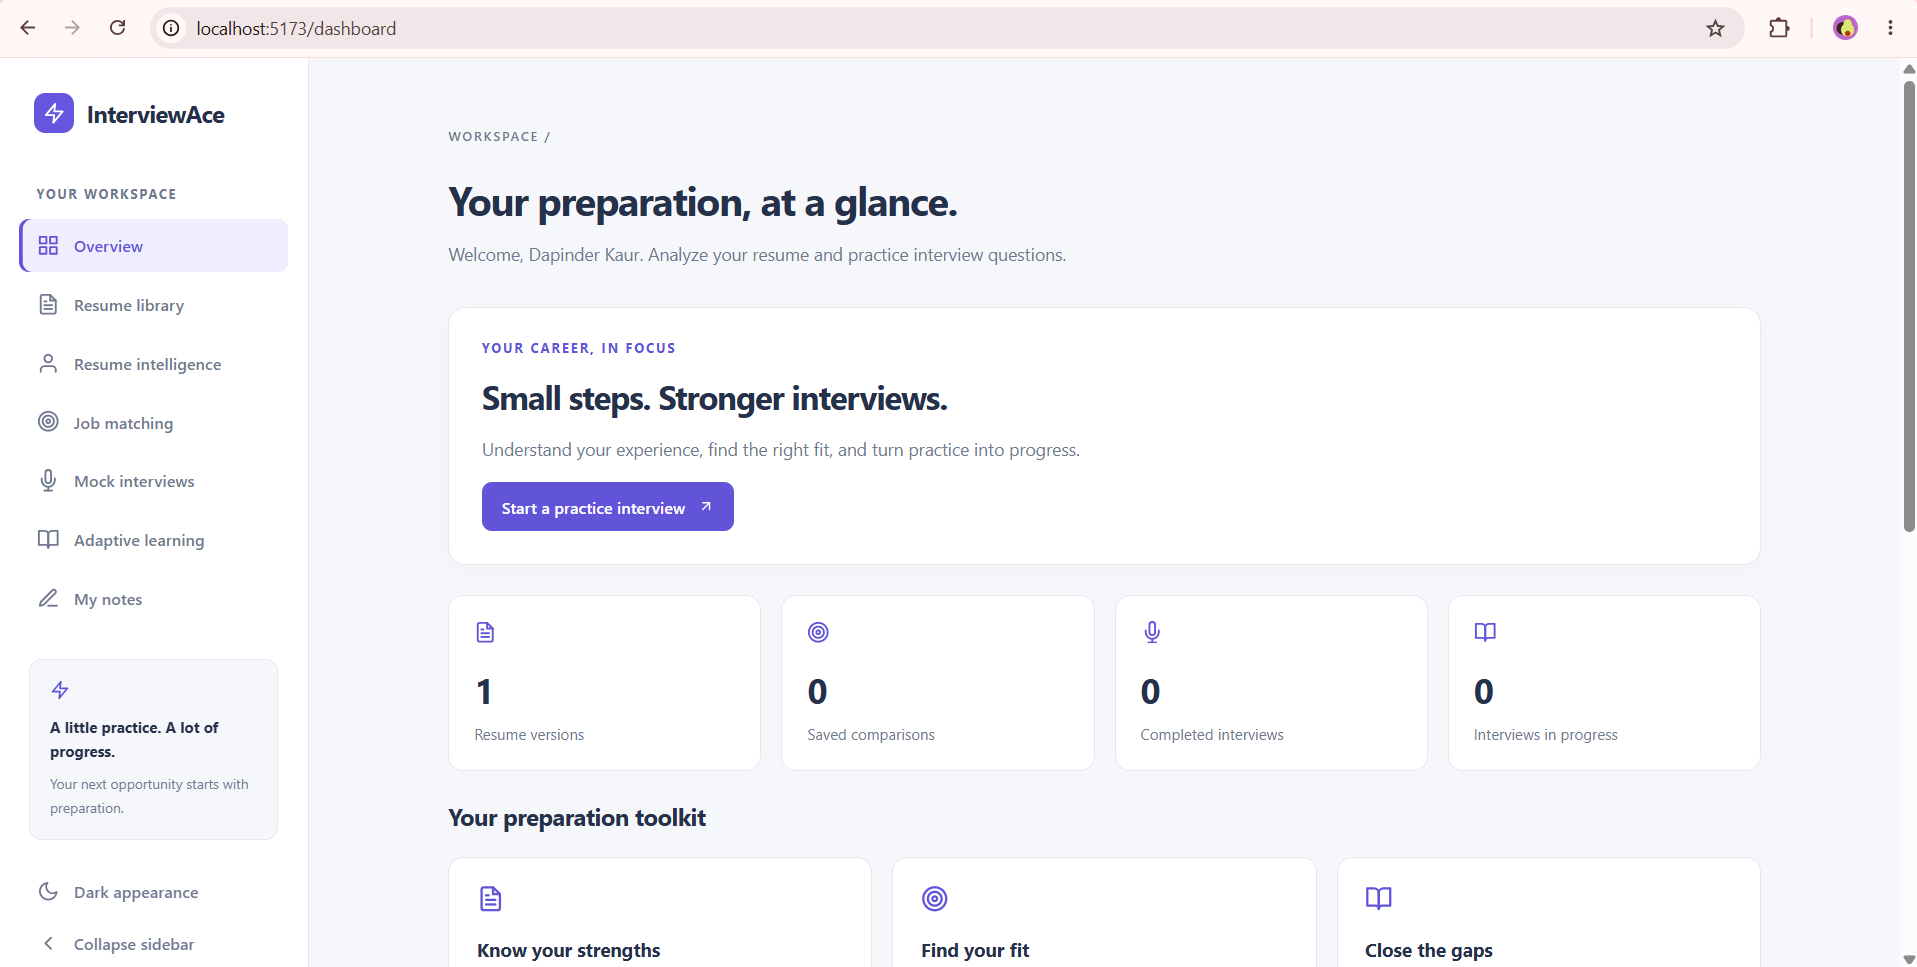 localhost:5173/dashboard
InterviewAce
YOUR WORKSPACE
Overview
Resume library
Resume intelligence
Job matching
Mock interviews
Adaptive learning
My notes
A little practice. A lot of
progress.
Your next opportunity starts with
preparation.
Dark appearance
Collapse sidebar
WORKSPACE /
Your preparation, at a glance.
Welcome, Dapinder Kaur. Analyze your resume and practice interview questions.
YOUR CAREER, IN FOCUS
Small steps. Stronger interviews.
Understand your experience, find the right fit, and turn practice into progress.
Start a practice interview
1
Resume versions
0
Saved comparisons
0
Completed interviews
0
Interviews in progress
Your preparation toolkit
Know your strengths
Find your fit
Close the gaps